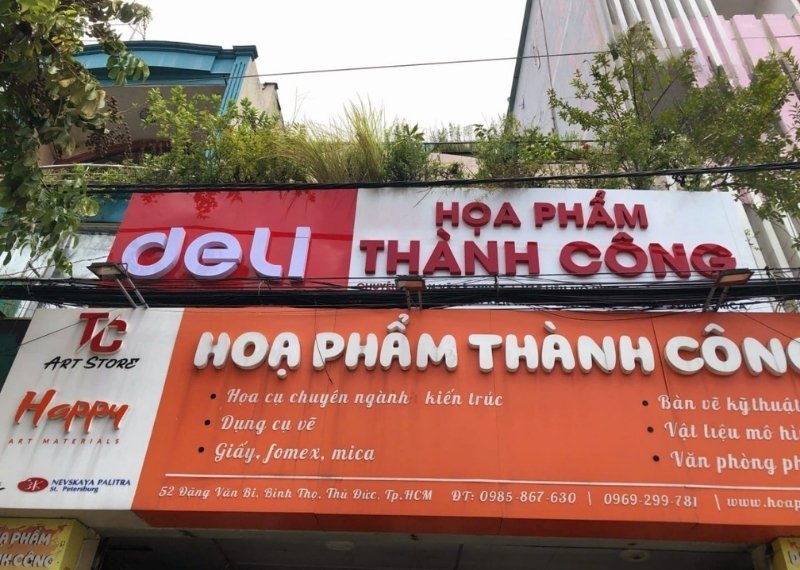 deli
HỌA PHẨM
THÀNH CÔNG
TC
ART STORE
Happy
ART MATERIALS
NEVSKAYA PALITRA
St. Petersburg
HOẠ PHẨM THÀNH CÔNG
• Họa cụ chuyên ngành kiến trúc
• Dụng cụ vẽ
• Giấy, fomex, mica
• Bàn vẽ kỹ thuật
• Vật liệu mô hì
• Văn phòng ph
52 Đặng Văn Bi, Bình Thọ, Thủ Đức, Tp.HCM ĐT: 0985-867-630 | 0969-299-781 | www.hoap
ỌA PHẨM
H CÔNG